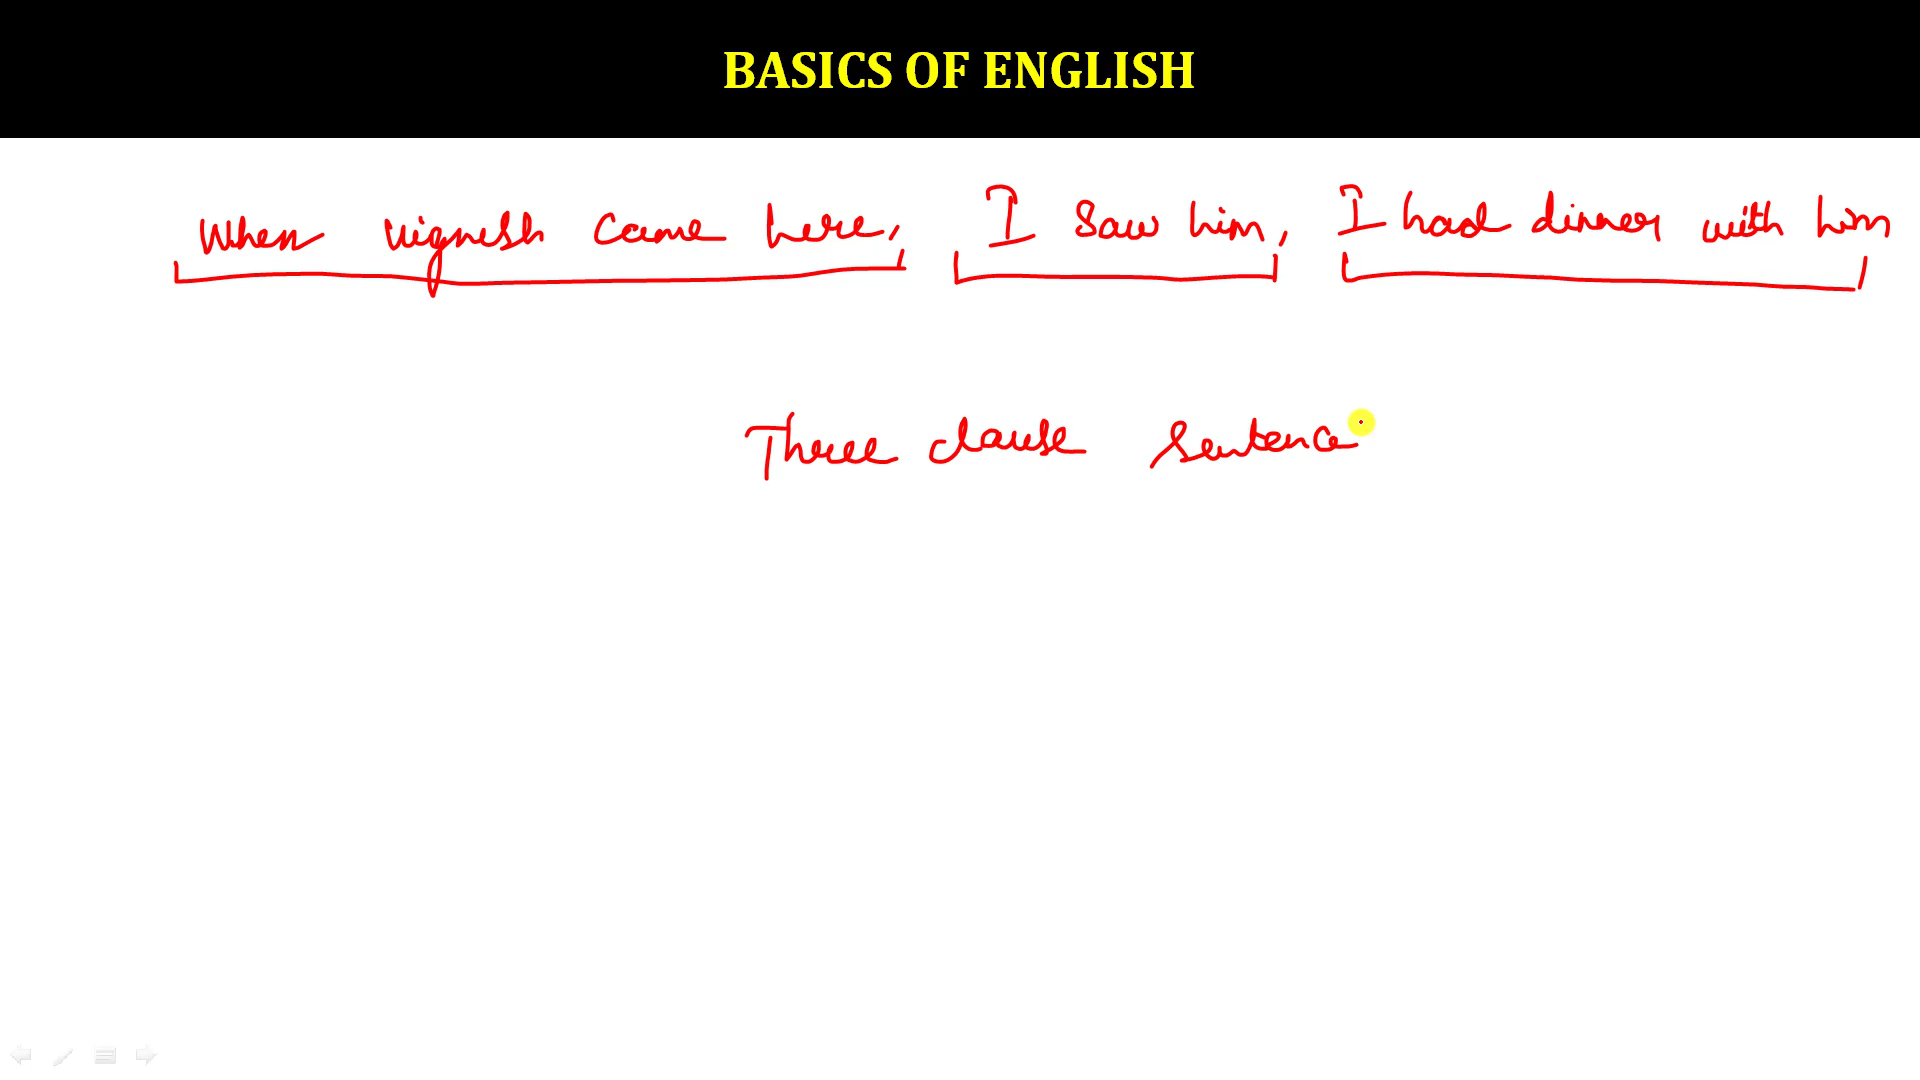 BASICS OF ENGLISH
When vignesh came here, I saw him, I had dinner with him
Three clause sentence